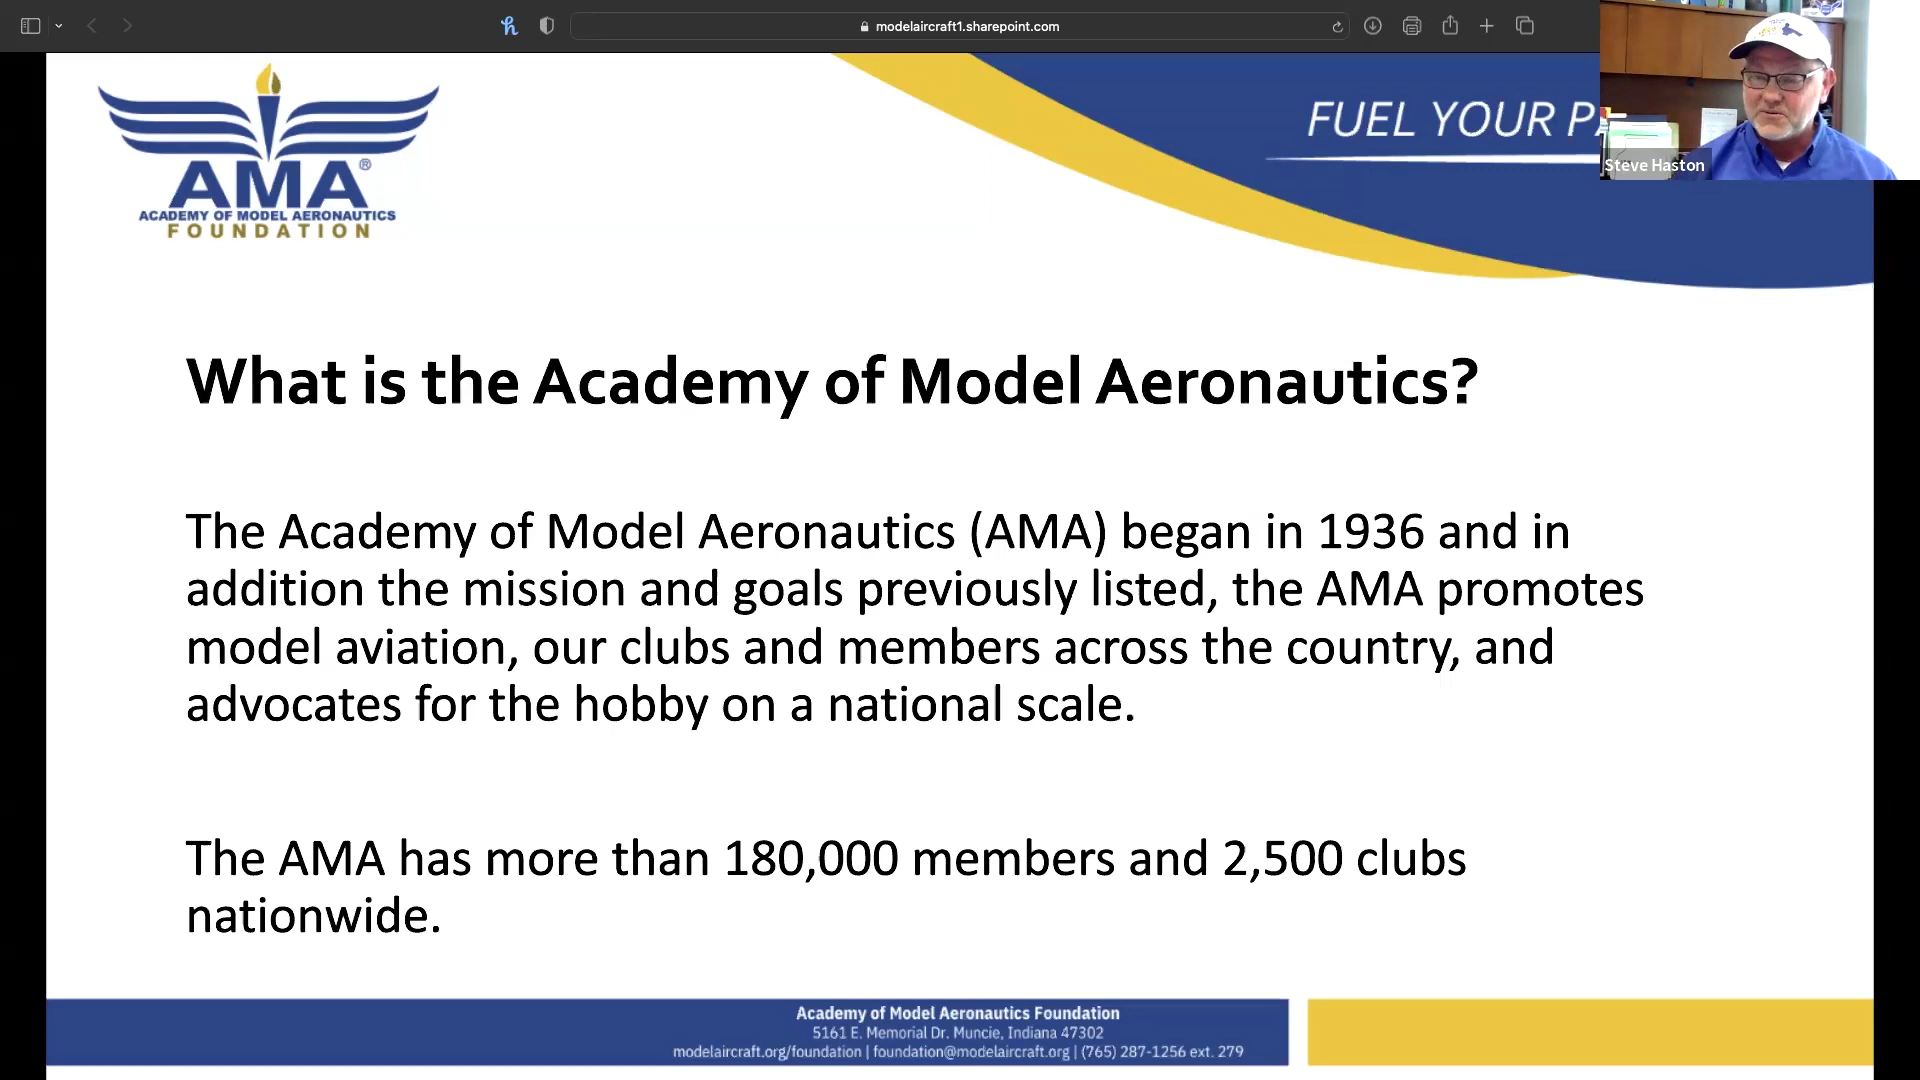 modelaircraft1.sharepoint.com
FUEL YOUR
Steve Haston
AMA®
ACADEMY OF MODEL AERONAUTICS
FOUNDATION
What is the Academy of Model Aeronautics?
The Academy of Model Aeronautics (AMA) began in 1936 and in
addition the mission and goals previously listed, the AMA promotes
model aviation, our clubs and members across the country, and
advocates for the hobby on a national scale.
The AMA has more than 180,000 members and 2,500 clubs
nationwide.
Academy of Model Aeronautics Foundation
5161 E. Memorial Dr. Muncie, Indiana 47302
modelaircraft.org/foundation | foundation@modelaircraft.org | (765) 287-1256 ext. 279